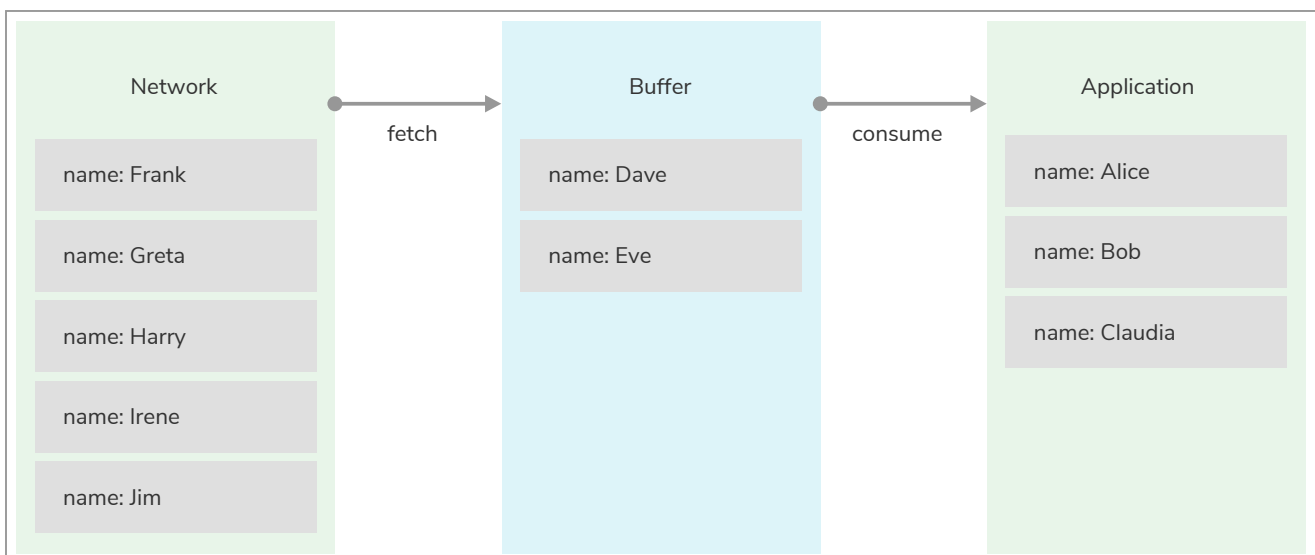 Network
fetch
Buffer
consume
Application
name: Frank
name: Greta
name: Harry
name: Irene
name: Jim
name: Dave
name: Eve
name: Alice
name: Bob
name: Claudia